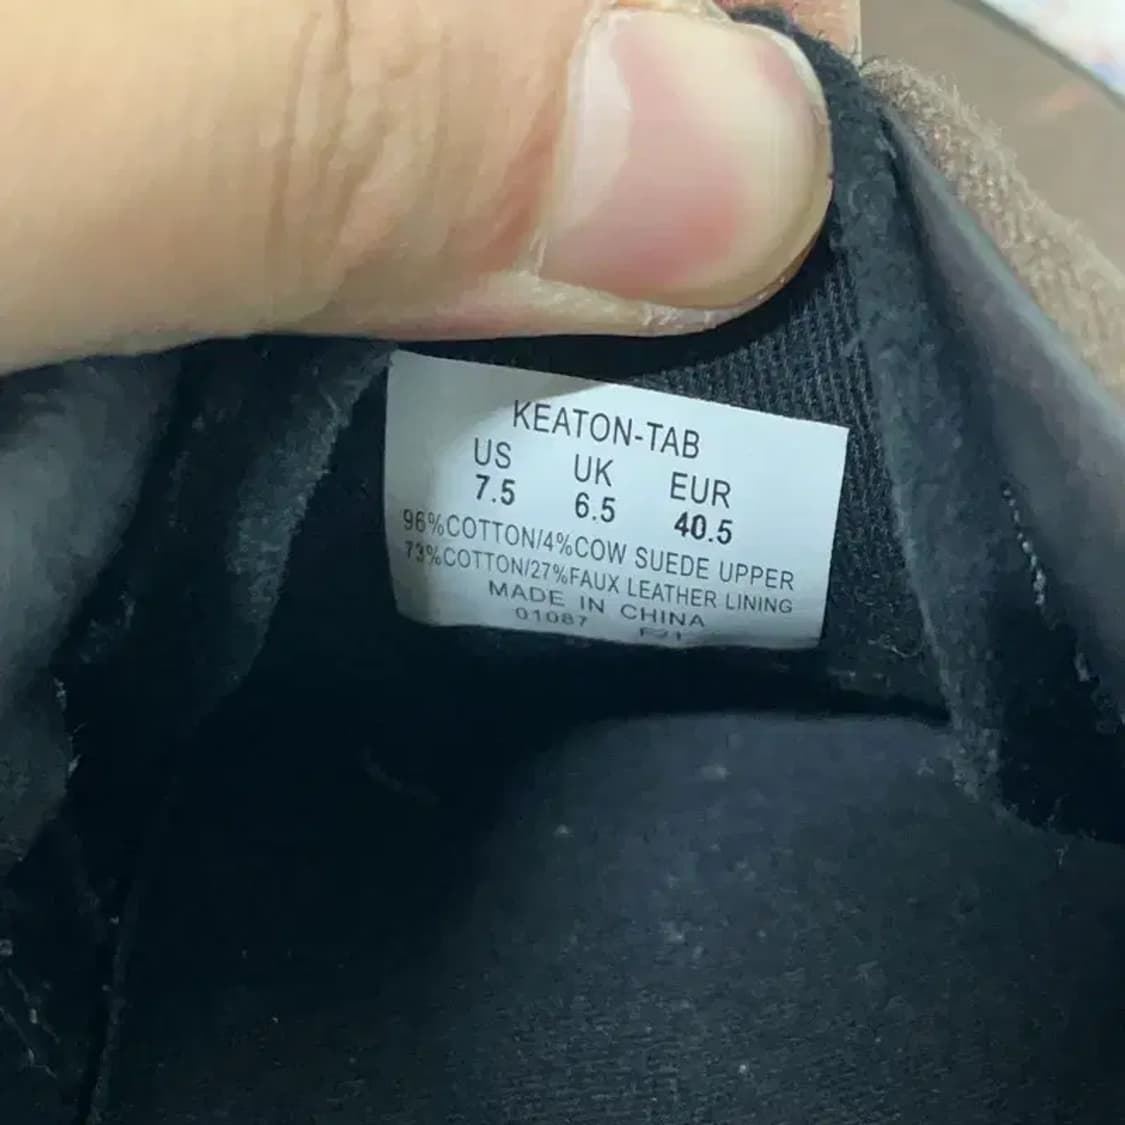 KEATON-TAB
US UK EUR
7.5 6.5 40.5
96%COTTON/4%COW SUEDE UPPER
73%COTTON/27%FAUX LEATHER LINING
MADE IN CHINA
01087 F21